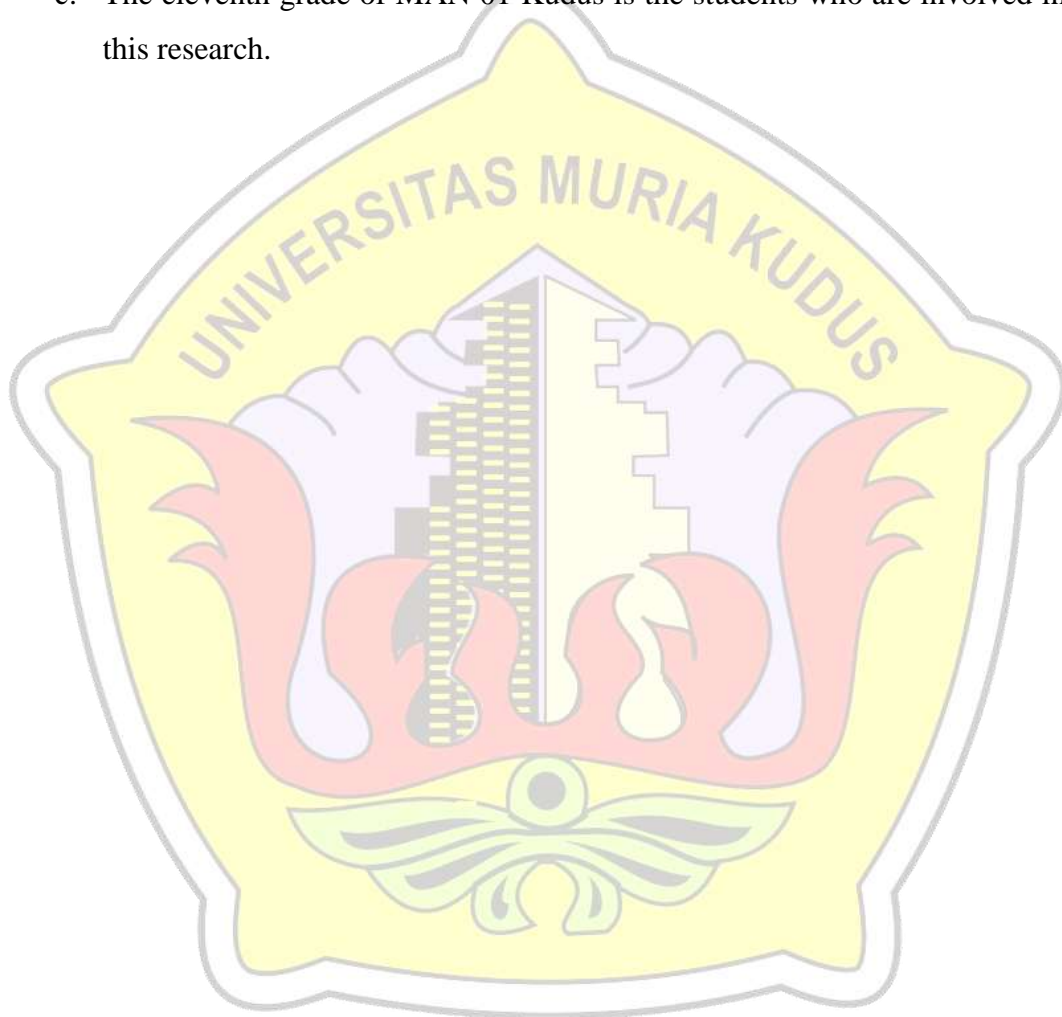 The eleventh grade of MAN 01 Kudus is the students who are involved in
this research.
UNIVERSITAS MURIA KUDUS